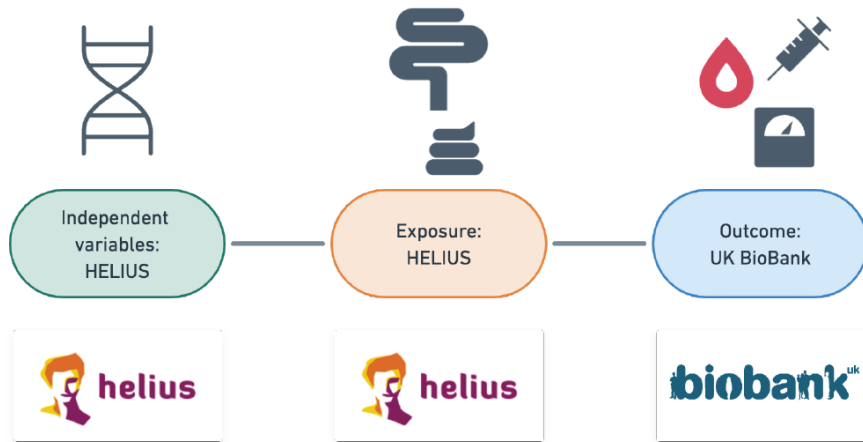 Independent
variables:
HELIUS
Exposure:
HELIUS
Outcome:
UK BioBank
helius
helius
biobank uk